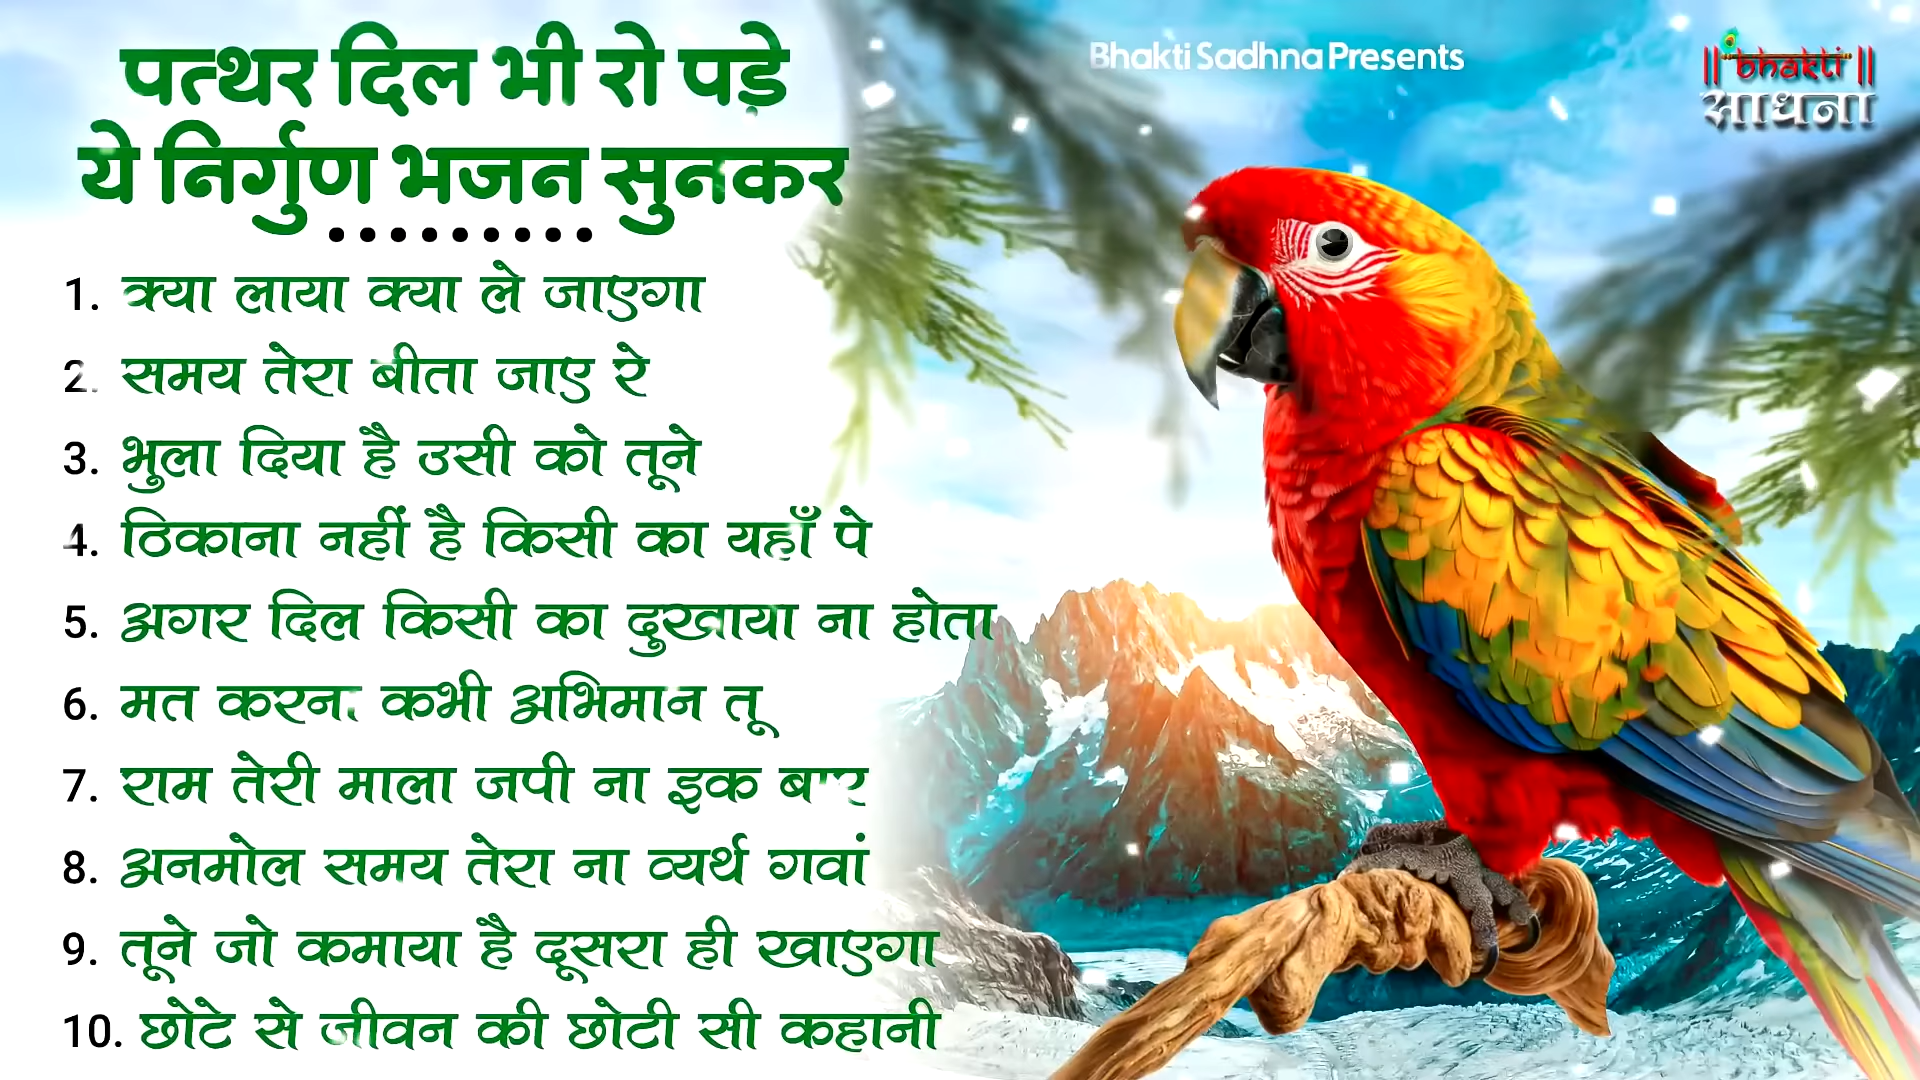 पत्थर दिल भी रो पड़े
ये निर्गुण भजन सुनकर
.........
1. क्या लाया क्या ले जाएगा
2. समय तेरा बीता जाए रे
3. भुला दिया है उसी को तूने
4. ठिकाना नहीं है किसी का यहाँ पे
5. अगर दिल किसी का दुखाया ना होता
6. मत करना कभी अभिमान तू
7. राम तेरी माला जपी ना इक बार
8. अनमोल समय तेरा ना व्यर्थ गवां
9. तूने जो कमाया है दूसरा ही खाएगा
10. छोटे से जीवन की छोटी सी कहानी
Bhakti Sadhna Presents
||bhakti||
साधना